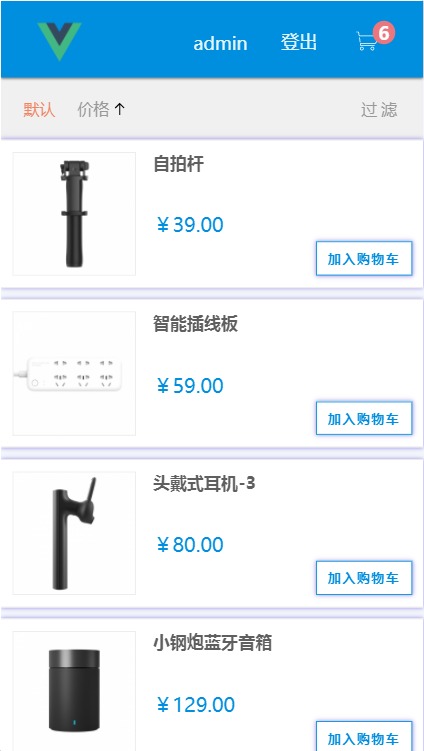 admin 登出 6
默认 价格↑ 过滤
自拍杆
￥39.00
加入购物车
智能插线板
￥59.00
加入购物车
头戴式耳机-3
￥80.00
加入购物车
小钢炮蓝牙音箱
￥129.00
加入购物车